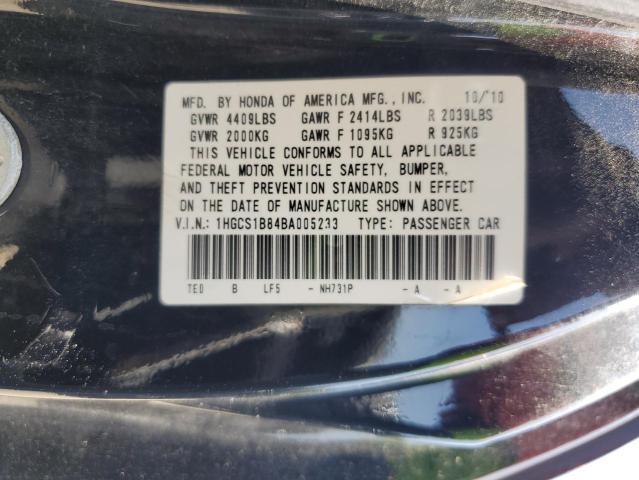 MFD. BY HONDA OF AMERICA MFG., INC. 10/'10
GVWR 4409LBS GAWR F 2414LBS R 2039LBS
GVWR 2000KG GAWR F 1095KG R 925KG
THIS VEHICLE CONFORMS TO ALL APPLICABLE
FEDERAL MOTOR VEHICLE SAFETY, BUMPER,
AND THEFT PREVENTION STANDARDS IN EFFECT
ON THE DATE OF MANUFACTURE SHOWN ABOVE.
V.I.N.: 1HGCS1B84BA005233 TYPE: PASSENGER CAR
TE0 B LF5 - NH731P - A - A